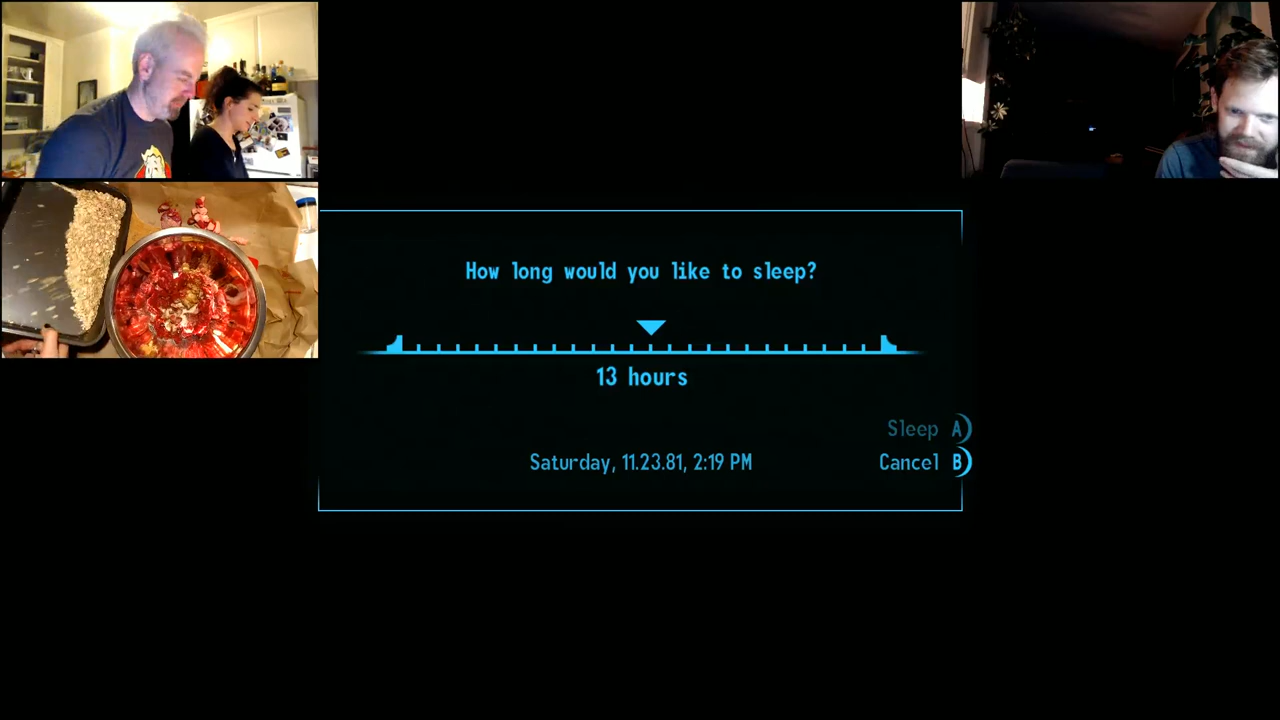 How long would you like to sleep?
13 hours
Sleep A)
Saturday, 11.23.81, 2:19 PM
Cancel B)